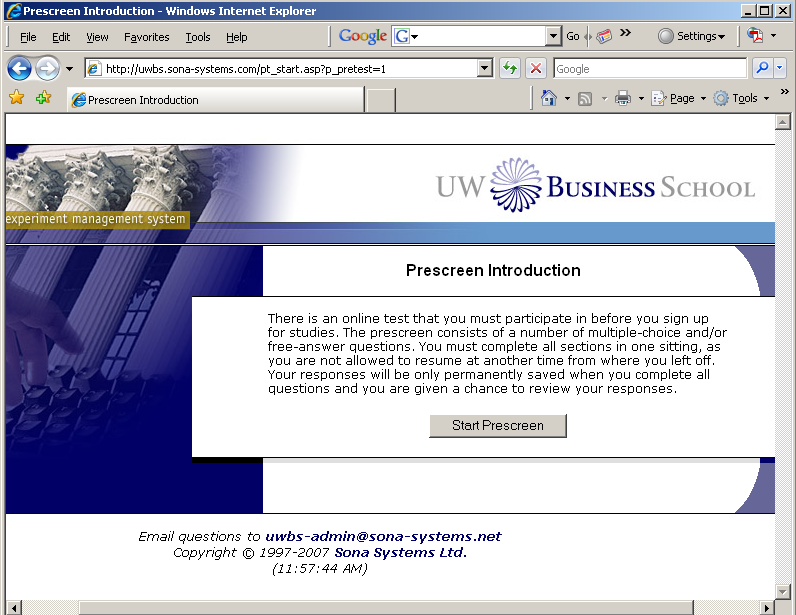 Prescreen Introduction - Windows Internet Explorer
File Edit View Favorites Tools Help
Google G Go » Settings
http://uwbs.sona-systems.com/pt_start.asp?p_pretest=1
Google
Prescreen Introduction
Page Tools »
experiment management system
UW BUSINESS SCHOOL
Prescreen Introduction
There is an online test that you must participate in before you sign up
for studies. The prescreen consists of a number of multiple-choice and/or
free-answer questions. You must complete all sections in one sitting, as
you are not allowed to resume at another time from where you left off.
Your responses will be only permanently saved when you complete all
questions and you are given a chance to review your responses.
Start Prescreen
Email questions to uwbs-admin@sona-systems.net
Copyright © 1997-2007 Sona Systems Ltd.
(11:57:44 AM)